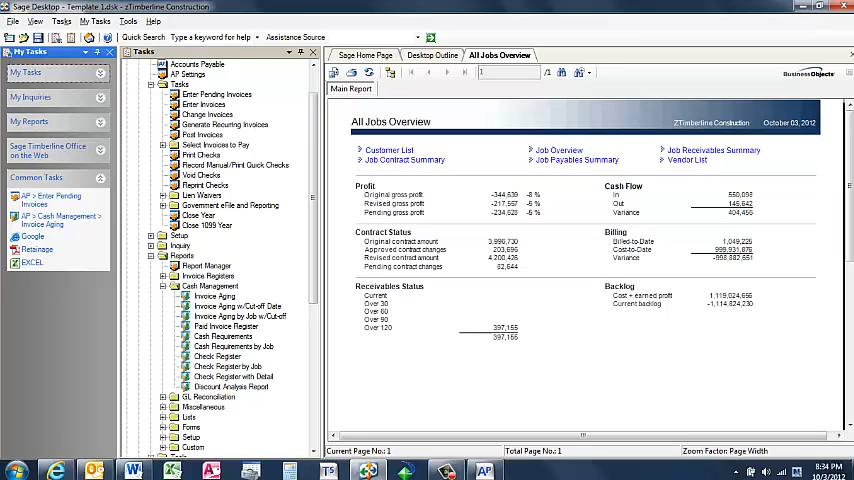 Sage Desktop - Template 1.dsk - zTimberline Construction
File View Tasks My Tasks Tools Help
Quick Search Type a keyword for help Assistance Source
My Tasks
My Tasks
My Inquiries
My Reports
Sage Timberline Office
on the Web
Common Tasks
AP > Enter Pending
Invoices
AP > Cash Management >
Invoice Aging
Google
Retainage
EXCEL
Tasks
Accounts Payable
AP Settings
Tasks
Enter Pending Invoices
Enter Invoices
Change Invoices
Generate Recurring Invoices
Post Invoices
Select Invoices to Pay
Print Checks
Record Manual/Print Quick Checks
Void Checks
Reprint Checks
Lien Waivers
Government eFile and Reporting
Close Year
Close 1099 Year
Setup
Inquiry
Reports
Report Manager
Invoice Registers
Cash Management
Invoice Aging
Invoice Aging w/Cut-off Date
Invoice Aging by Job w/Cut-off
Paid Invoice Register
Cash Requirements
Cash Requirements by Job
Check Register
Check Register by Job
Check Register with Detail
Discount Analysis Report
GL Reconciliation
Miscellaneous
Lists
Forms
Setup
Custom
Tools
Sage Home Page Desktop Outline All Jobs Overview
1 /1
BusinessObjects
Main Report
All Jobs Overview ZTimberline Construction October 03, 2012
Customer List Job Overview Job Receivables Summary
Job Contract Summary Job Payables Summary Vendor List
Profit
Original gross profit -344,639 -8 %
Revised gross profit -217,557 -5 %
Pending gross profit -234,628 -5 %
Cash Flow
In 550,098
Out 145,642
Variance 404,456
Contract Status
Original contract amount 3,996,730
Approved contract changes 203,696
Revised contract amount 4,200,426
Pending contract changes 82,644
Billing
Billed-to-Date 1,049,226
Cost-to-Date 999,931,876
Variance -998,882,651
Receivables Status
Current
Over 30
Over 60
Over 90
Over 120 397,155
397,155
Backlog
Cost + earned profit 1,119,024,656
Current backlog -1,114,824,230
Current Page No.: 1 Total Page No.: 1 Zoom Factor: Page Width
8:34 PM
10/3/2012